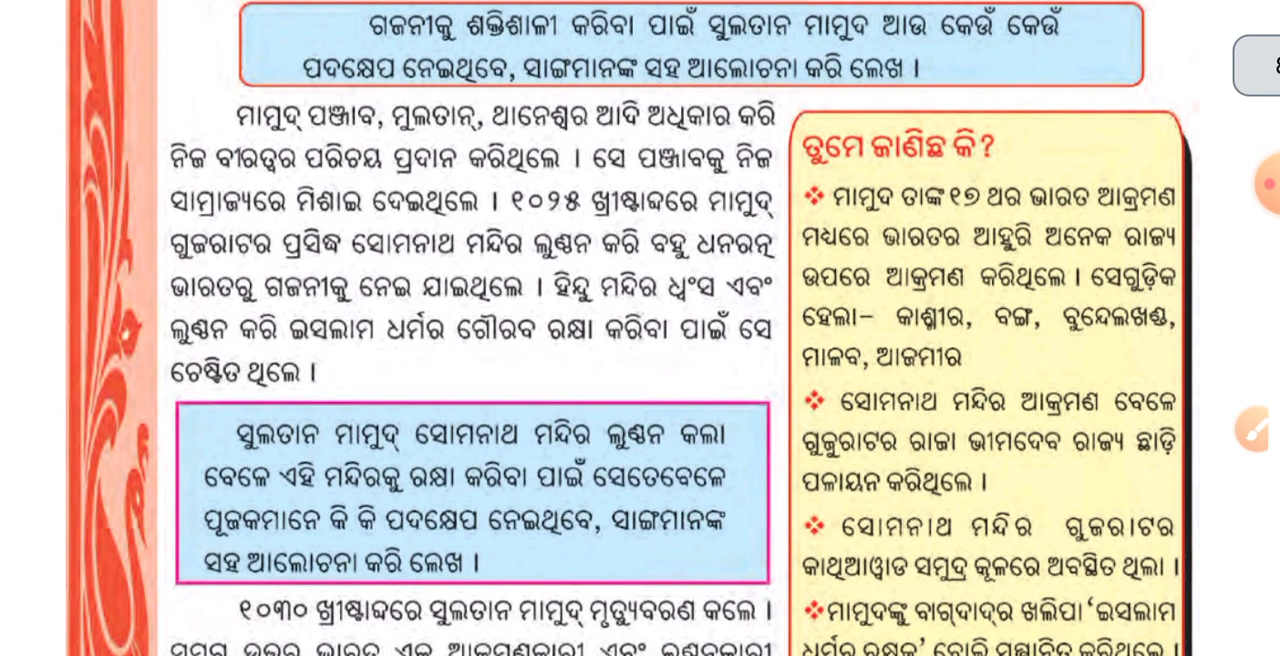 ଗଜନୀକୁ ଶକ୍ତିଶାଳୀ କରିବା ପାଇଁ ସୁଲତାନ ମାମୁଦ ଆଉ କେଉଁ କେଉଁ
ପଦକ୍ଷେପ ନେଇଥିବେ, ସାଙ୍ଗମାନଙ୍କ ସହ ଆଲୋଚନା କରି ଲେଖ ।
ମାମୁଦ୍ ପଞ୍ଜାବ, ମୁଲତାନ୍, ଥାନେଶ୍ୱର ଆଦି ଅଧିକାର କରି
ନିଜ ବୀରତ୍ୱର ପରିଚୟ ପ୍ରଦାନ କରିଥିଲେ । ସେ ପଞ୍ଜାବକୁ ନିଜ
ସାମ୍ରାଜ୍ୟରେ ମିଶାଇ ଦେଇଥିଲେ । ୧୦୨୫ ଖ୍ରୀଷ୍ଟାବ୍ଦରେ ମାମୁଦ୍
ଗୁଜରାଟର ପ୍ରସିଦ୍ଧ ସୋମନାଥ ମନ୍ଦିର ଲୁଣ୍ଠନ କରି ବହୁ ଧନରତ୍ନ
ଭାରତରୁ ଗଜନୀକୁ ନେଇ ଯାଇଥିଲେ । ହିନ୍ଦୁ ମନ୍ଦିର ଧ୍ୱଂସ ଏବଂ
ଲୁଣ୍ଠନ କରି ଇସଲାମ ଧର୍ମର ଗୌରବ ରକ୍ଷା କରିବା ପାଇଁ ସେ
ଚେଷ୍ଟିତ ଥିଲେ ।
ସୁଲତାନ ମାମୁଦ୍ ସୋମନାଥ ମନ୍ଦିର ଲୁଣ୍ଠନ କଲା
ବେଳେ ଏହି ମନ୍ଦିରକୁ ରକ୍ଷା କରିବା ପାଇଁ ସେତେବେଳେ
ପୂଜକମାନେ କି କି ପଦକ୍ଷେପ ନେଇଥିବେ, ସାଙ୍ଗମାନଙ୍କ
ସହ ଆଲୋଚନା କରି ଲେଖ ।
୧୦୩୦ ଖ୍ରୀଷ୍ଟାବ୍ଦରେ ସୁଲତାନ ମାମୁଦ୍ ମୃତ୍ୟୁବରଣ କଲେ ।
ତୁମେ ଜାଣିଛ କି?
❖ ମାମୁଦ ତାଙ୍କ ୧୭ ଥର ଭାରତ ଆକ୍ରମଣ
ମଧ୍ୟରେ ଭାରତର ଆହୁରି ଅନେକ ରାଜ୍ୟ
ଉପରେ ଆକ୍ରମଣ କରିଥିଲେ । ସେଗୁଡ଼ିକ
ହେଲା– କାଶ୍ମୀର, ବଙ୍ଗ, ବୁନ୍ଦେଲଖଣ୍ଡ,
ମାଳବ, ଆଜମୀର
❖ ସୋମନାଥ ମନ୍ଦିର ଆକ୍ରମଣ ବେଳେ
ଗୁଜୁରାଟର ରାଜା ଭୀମଦେବ ରାଜ୍ୟ ଛାଡ଼ି
ପଳାୟନ କରିଥିଲେ ।
❖ ସୋମନାଥ ମନ୍ଦିର ଗୁଜରାଟର
କାଥିଆୱାଡ ସମୁଦ୍ର କୂଳରେ ଅବସ୍ଥିତ ଥିଲା ।
❖ମାମୁଦଙ୍କୁ ବାଗ୍‌ଦାଦ୍‌ର ଖଲିପା ‘ଇସଲାମ
ଧର୍ମର ରକ୍ଷକ’ ବୋଲି ସମ୍ମାନିତ କରିଥିଲେ ।